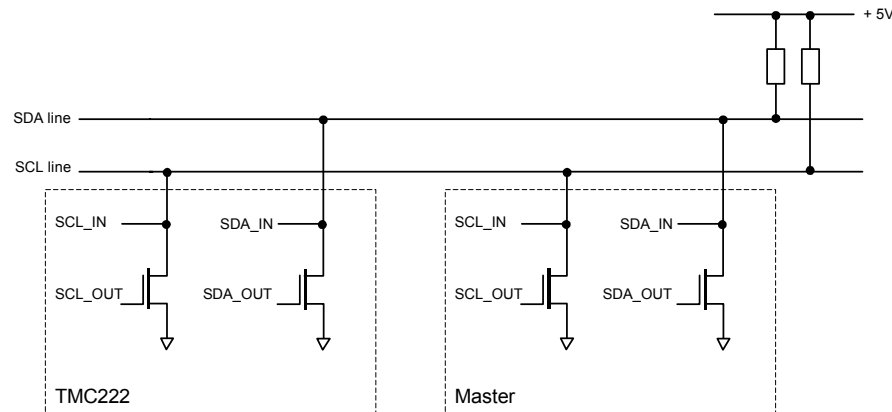 + 5V
SDA line
SCL line
SCL_IN
SDA_IN
SCL_IN
SDA_IN
SCL_OUT
SDA_OUT
SCL_OUT
SDA_OUT
TMC222
Master